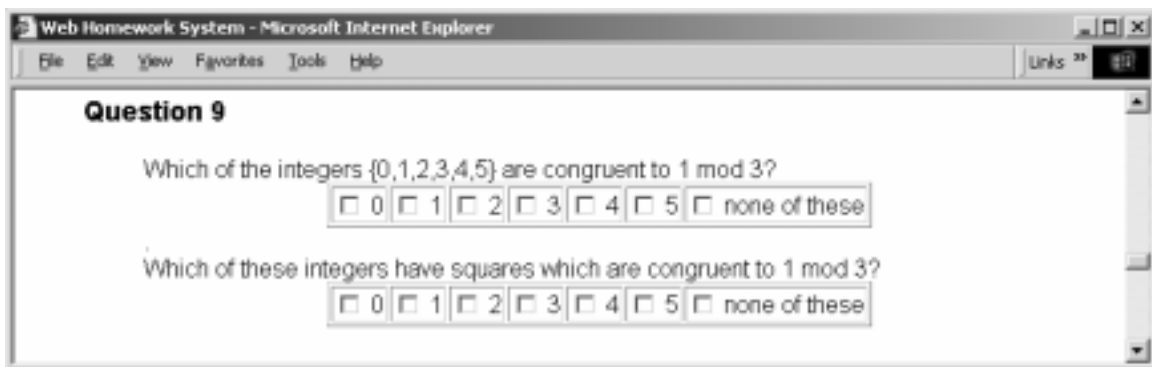 Web Homework System - Microsoft Internet Explorer
File Edit View Favorites Tools Help Links »
Question 9
Which of the integers {0,1,2,3,4,5} are congruent to 1 mod 3?
0 1 2 3 4 5 none of these
Which of these integers have squares which are congruent to 1 mod 3?
0 1 2 3 4 5 none of these